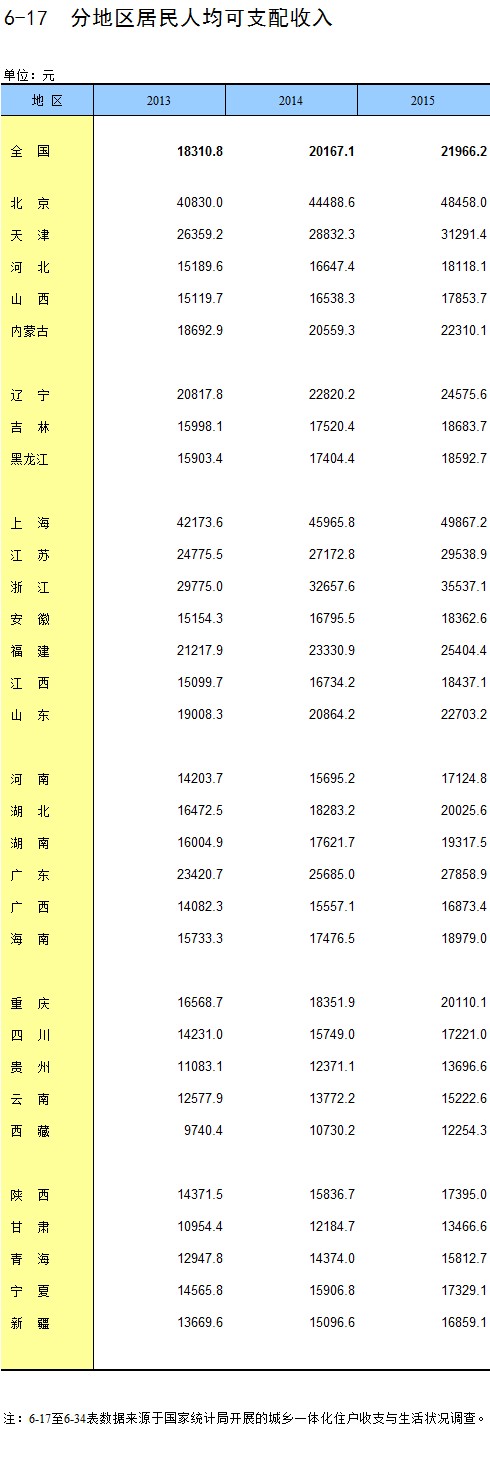 6-17 分地区居民人均可支配收入
单位：元
地 区 2013 2014 2015
全 国 18310.8 20167.1 21966.2
北 京 40830.0 44488.6 48458.0
天 津 26359.2 28832.3 31291.4
河 北 15189.6 16647.4 18118.1
山 西 15119.7 16538.3 17853.7
内蒙古 18692.9 20559.3 22310.1
辽 宁 20817.8 22820.2 24575.6
吉 林 15998.1 17520.4 18683.7
黑龙江 15903.4 17404.4 18592.7
上 海 42173.6 45965.8 49867.2
江 苏 24775.5 27172.8 29538.9
浙 江 29775.0 32657.6 35537.1
安 徽 15154.3 16795.5 18362.6
福 建 21217.9 23330.9 25404.4
江 西 15099.7 16734.2 18437.1
山 东 19008.3 20864.2 22703.2
河 南 14203.7 15695.2 17124.8
湖 北 16472.5 18283.2 20025.6
湖 南 16004.9 17621.7 19317.5
广 东 23420.7 25685.0 27858.9
广 西 14082.3 15557.1 16873.4
海 南 15733.3 17476.5 18979.0
重 庆 16568.7 18351.9 20110.1
四 川 14231.0 15749.0 17221.0
贵 州 11083.1 12371.1 13696.6
云 南 12577.9 13772.2 15222.6
西 藏 9740.4 10730.2 12254.3
陕 西 14371.5 15836.7 17395.0
甘 肃 10954.4 12184.7 13466.6
青 海 12947.8 14374.0 15812.7
宁 夏 14565.8 15906.8 17329.1
新 疆 13669.6 15096.6 16859.1
注：6-17至6-34表数据来源于国家统计局开展的城乡一体化住户收支与生活状况调查。